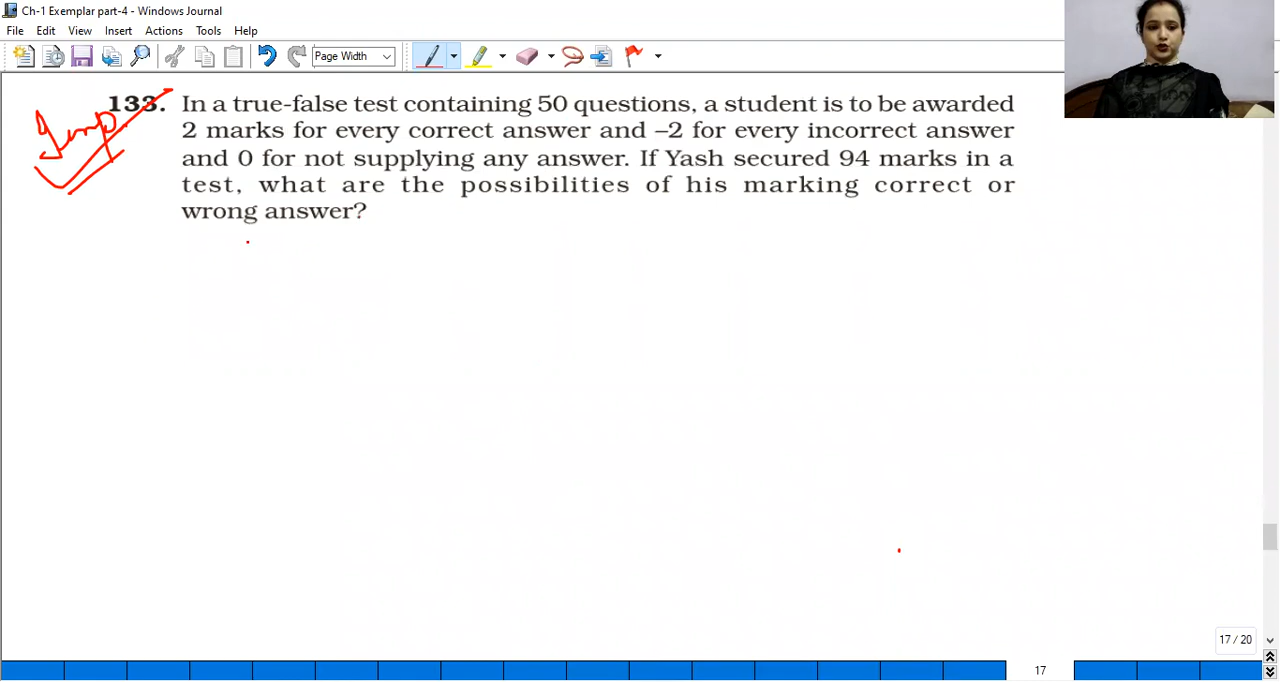 Ch-1 Exemplar part-4 - Windows Journal
File Edit View Insert Actions Tools Help
Page Width
Imp
133. In a true-false test containing 50 questions, a student is to be awarded
2 marks for every correct answer and –2 for every incorrect answer
and 0 for not supplying any answer. If Yash secured 94 marks in a
test, what are the possibilities of his marking correct or
wrong answer?
17 / 20
17